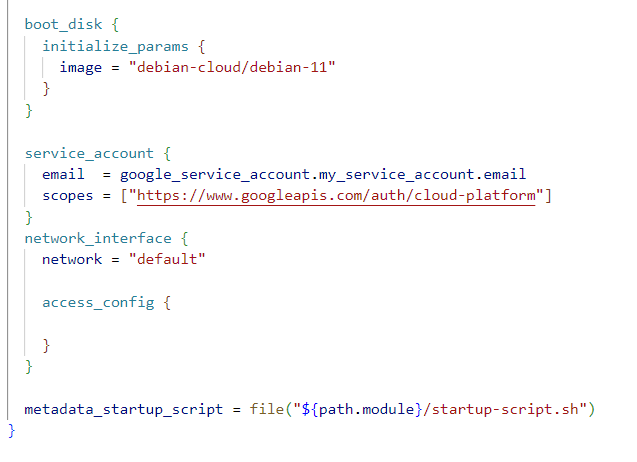 boot_disk {
initialize_params {
image = "debian-cloud/debian-11"
}
}
service_account {
email  = google_service_account.my_service_account.email
scopes = ["https://www.googleapis.com/auth/cloud-platform"]
}
network_interface {
network = "default"
access_config {
}
}
metadata_startup_script = file("${path.module}/startup-script.sh")
}